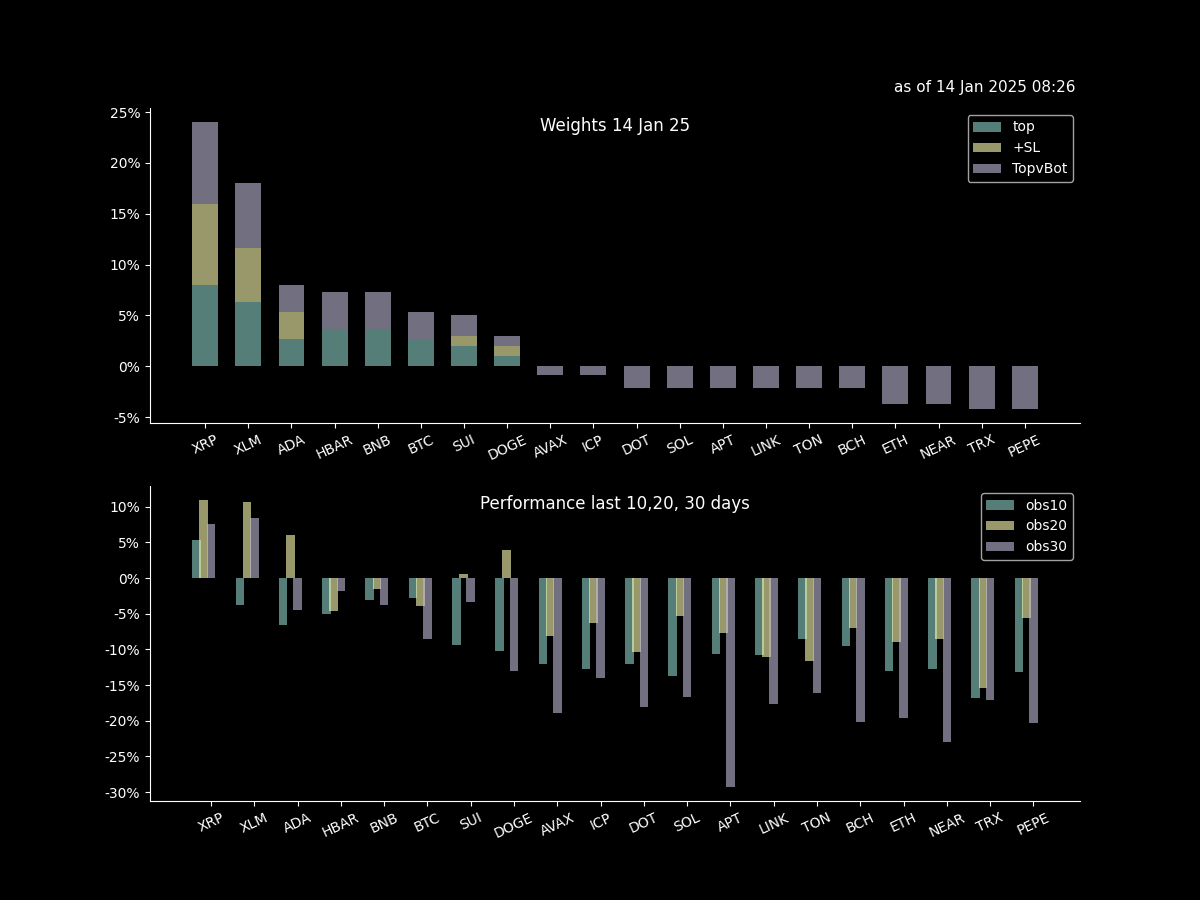 as of 14 Jan 2025 08:26
Weights 14 Jan 25
top
+SL
TopvBot
25%
20%
15%
10%
5%
0%
-5%
XRP XLM ADA HBAR BNB BTC SUI DOGE AVAX ICP DOT SOL APT LINK TON BCH ETH NEAR TRX PEPE
Performance last 10,20, 30 days
obs10
obs20
obs30
10%
5%
0%
-5%
-10%
-15%
-20%
-25%
-30%
XRP XLM ADA HBAR BNB BTC SUI DOGE AVAX ICP DOT SOL APT LINK TON BCH ETH NEAR TRX PEPE